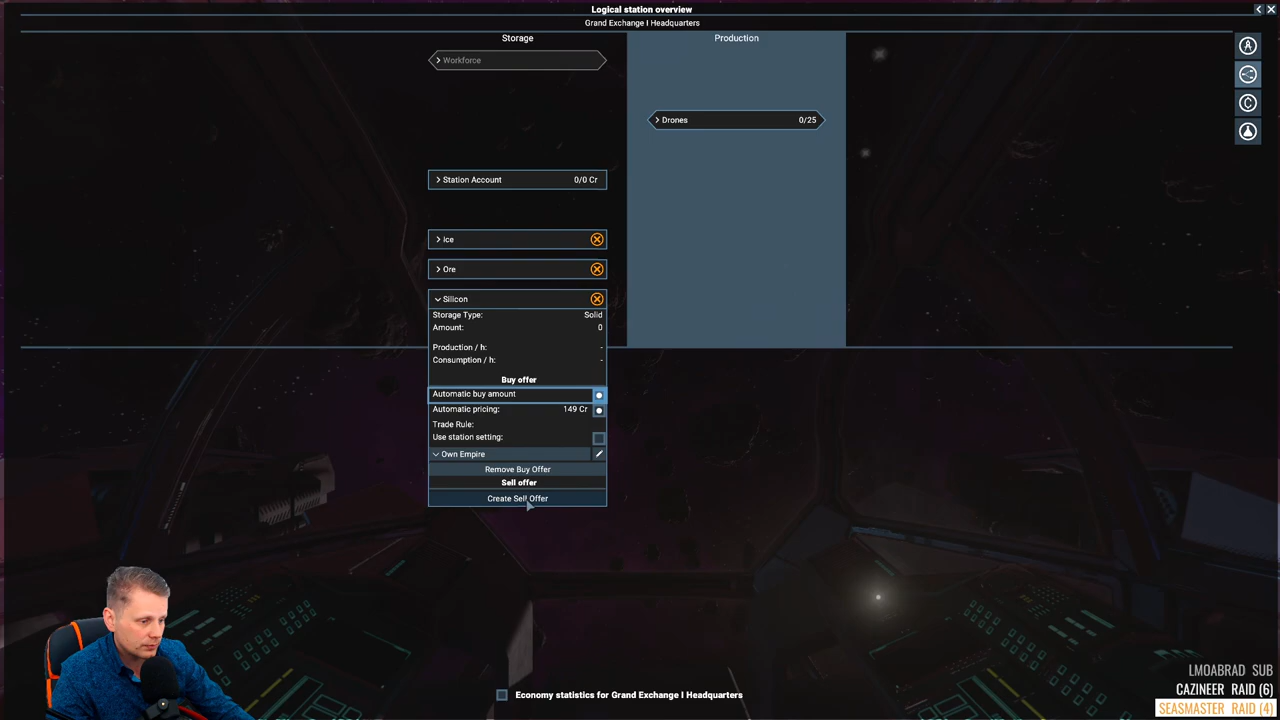 Logical station overview
Grand Exchange I Headquarters
Storage
Production
Workforce
Drones 0/25
Station Account 0/0 Cr
Ice
Ore
Silicon
Storage Type: Solid
Amount: 0
Production / h: -
Consumption / h: -
Buy offer
Automatic buy amount
Automatic pricing: 149 Cr
Trade Rule:
Use station setting:
Own Empire
Remove Buy Offer
Sell offer
Create Sell Offer
Economy statistics for Grand Exchange I Headquarters
LMOABRAD SUB
CAZINEER RAID (6)
SEASMASTER RAID (4)